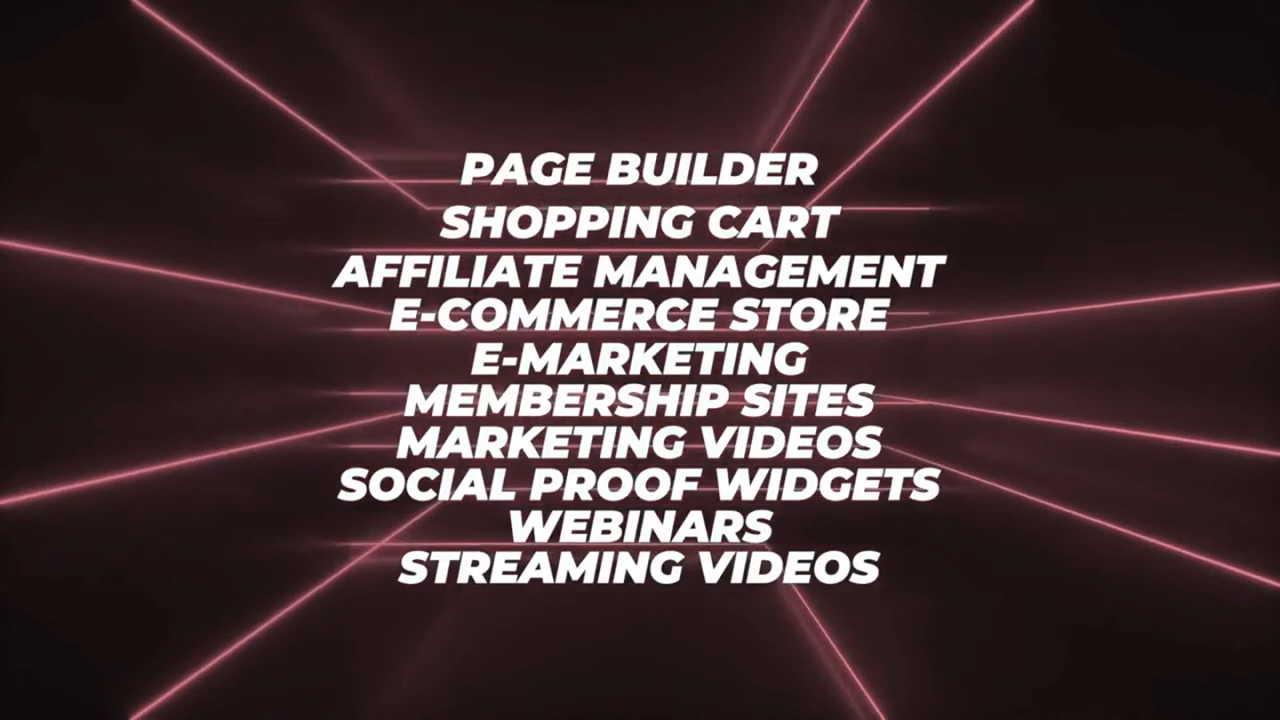 PAGE BUILDER
SHOPPING CART
AFFILIATE MANAGEMENT
E-COMMERCE STORE
E-MARKETING
MEMBERSHIP SITES
MARKETING VIDEOS
SOCIAL PROOF WIDGETS
WEBINARS
STREAMING VIDEOS